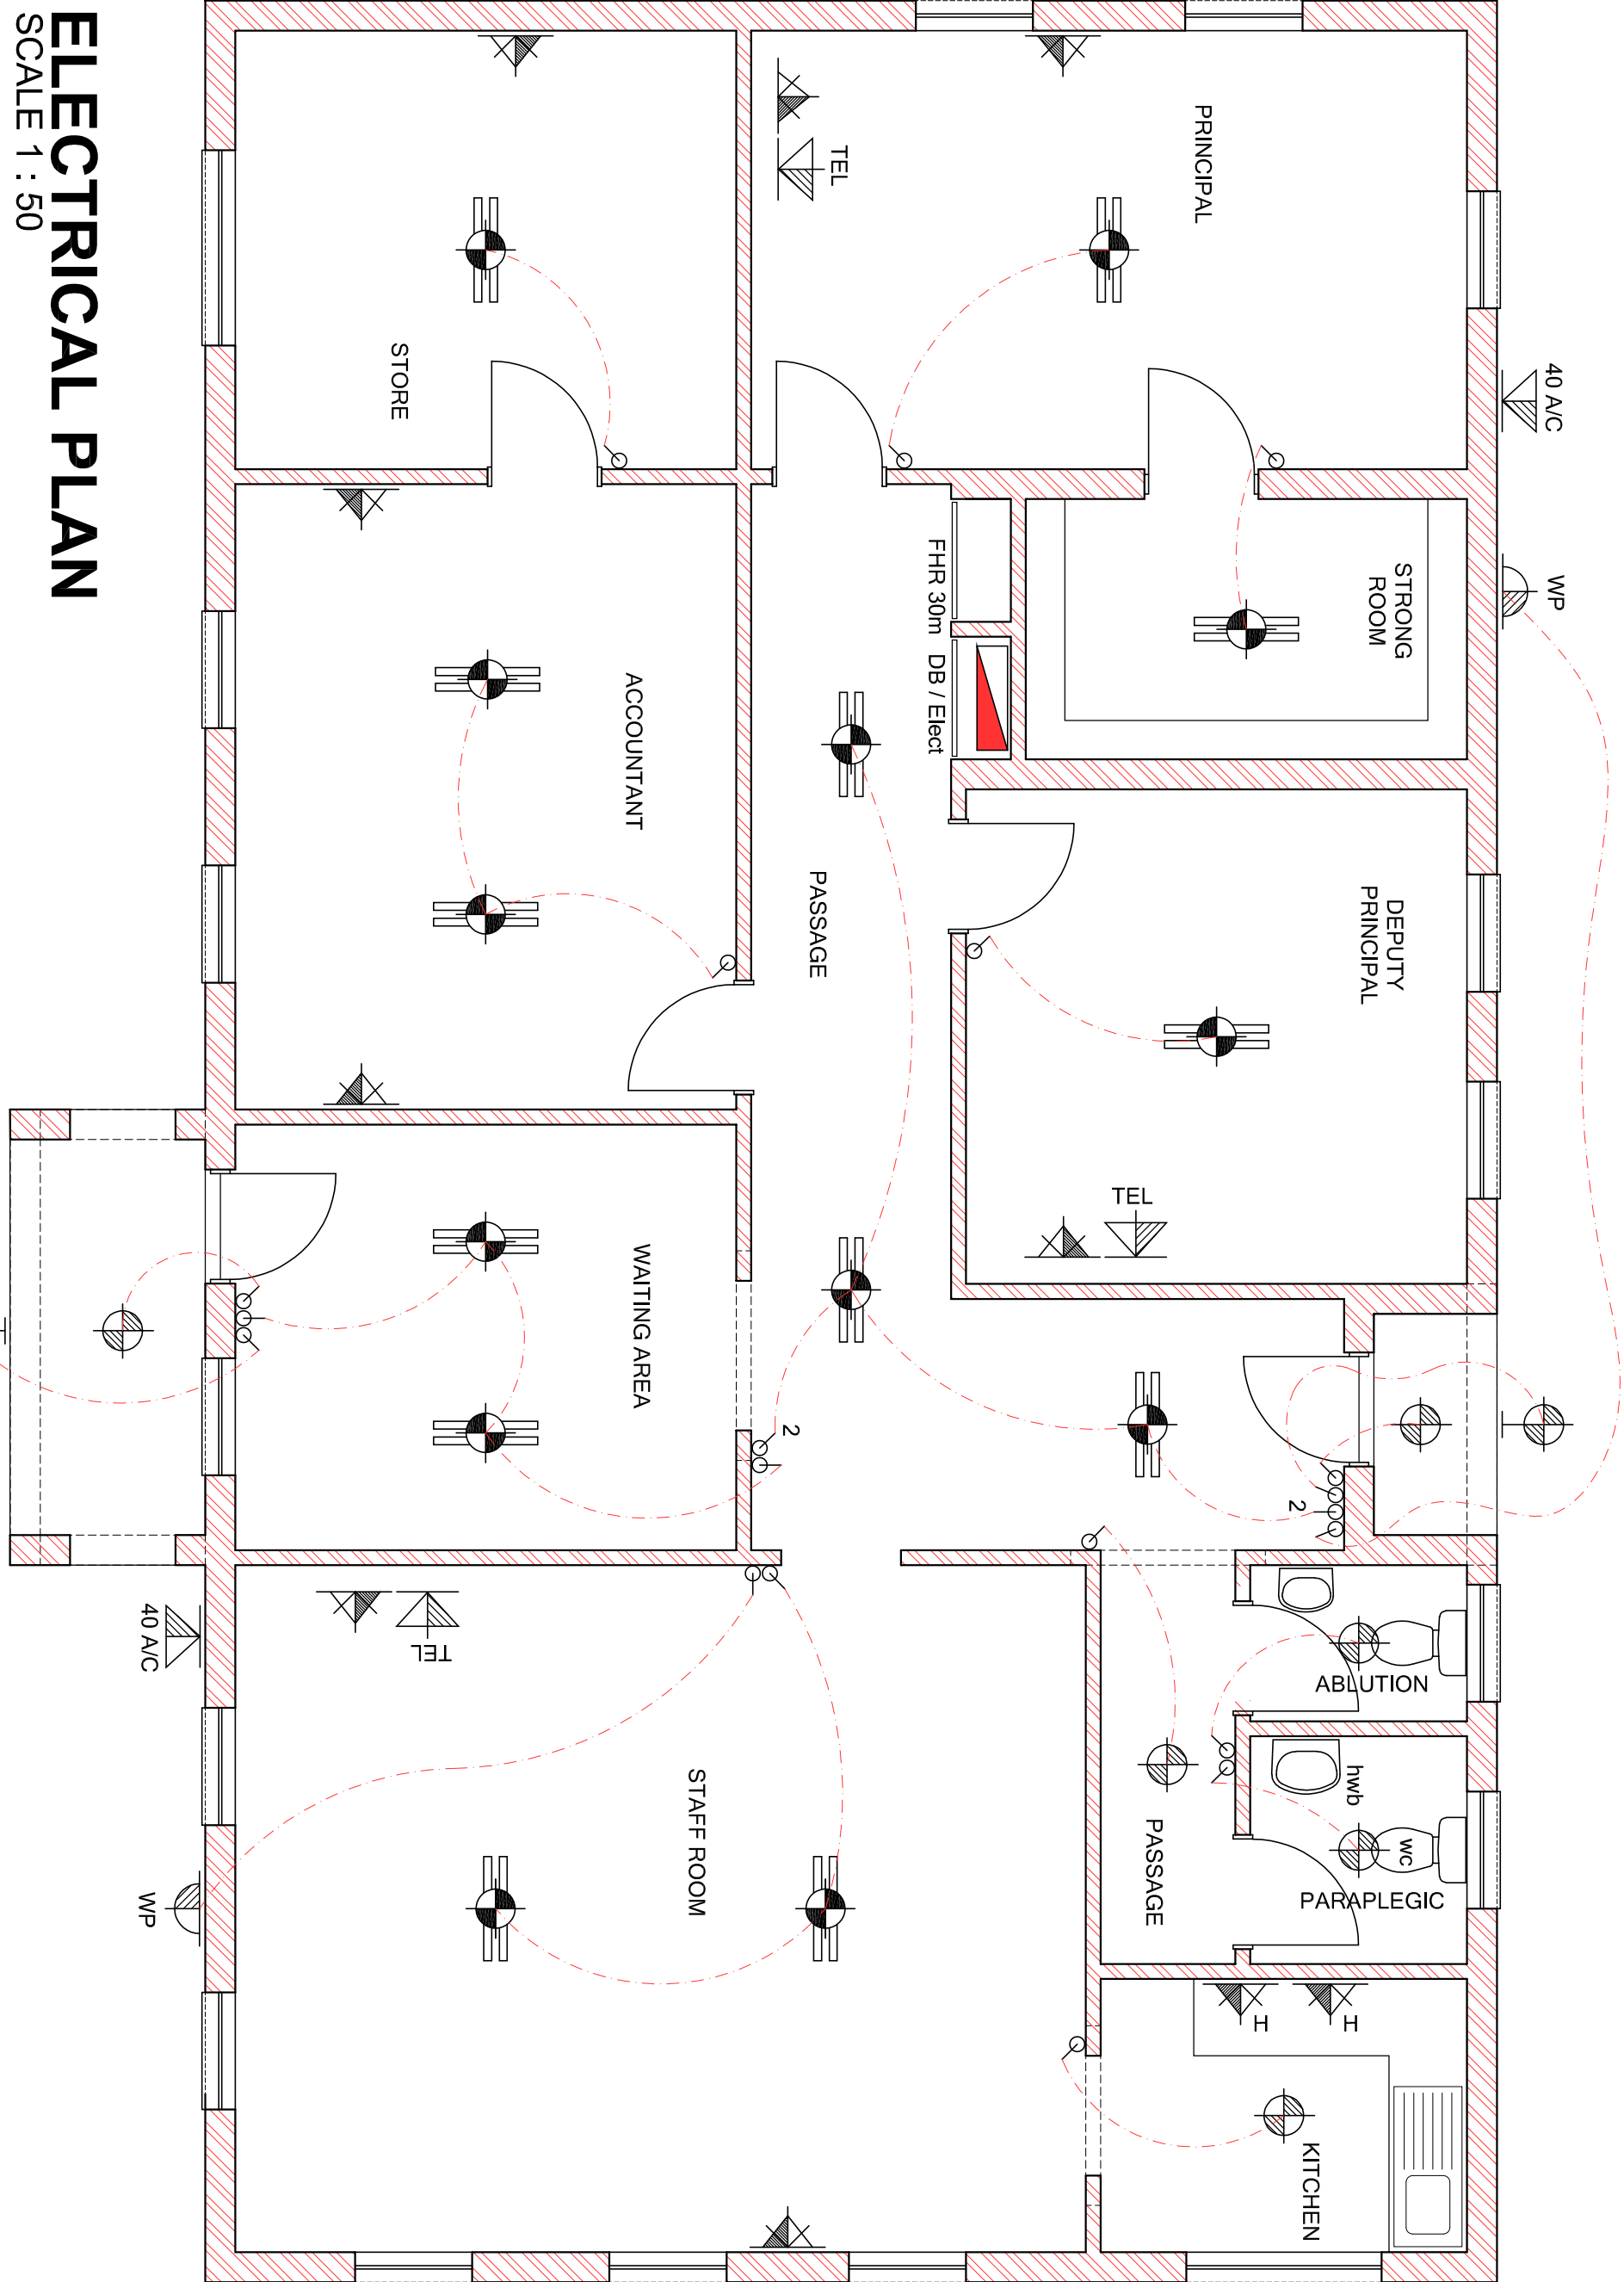 ELECTRICAL PLAN
SCALE 1 : 50
PRINCIPAL
TEL
40 A/C
WP
STRONG
ROOM
STORE
FHR 30m
DB / Elect
ACCOUNTANT
PASSAGE
DEPUTY
PRINCIPAL
TEL
WAITING AREA
2
2
40 A/C
TEL
ABLUTION
hwb
wc
PARAPLEGIC
PASSAGE
STAFF ROOM
WP
H
H
KITCHEN